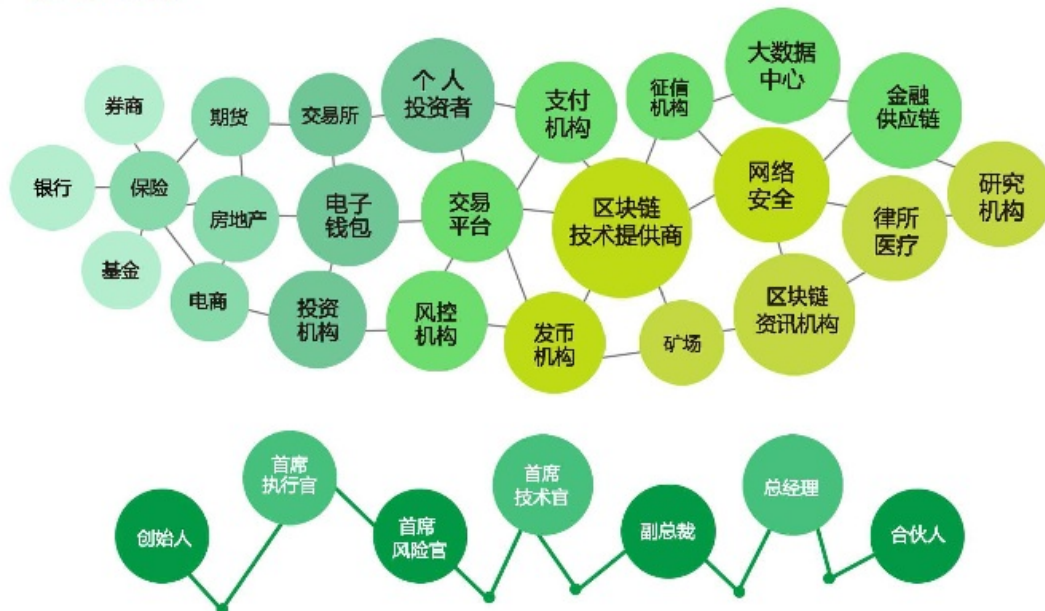 券商
期货
交易所
个人
投资者
支付
机构
征信
机构
大数据
中心
金融
供应链
银行
保险
房地产
电子
钱包
交易
平台
区块链
技术提供商
网络
安全
律所
医疗
研究
机构
基金
电商
投资
机构
风控
机构
发币
机构
矿场
区块链
资讯机构
创始人
首席
执行官
首席
风险官
首席
技术官
副总裁
总经理
合伙人